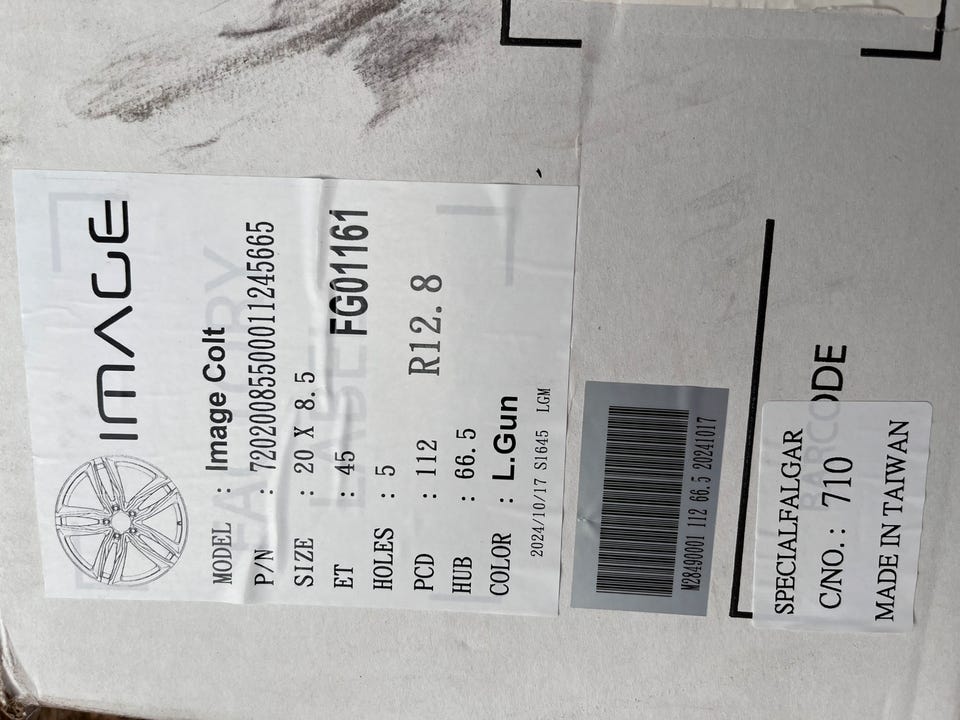 IMAGE
MODEL : Image Colt
P/N : 72020085500011245665
SIZE : 20 X 8.5
ET : 45 FG01161
HOLES : 5
PCD : 112 R12.8
HUB : 66.5
COLOR : L.Gun
2024/10/17 S1645 LGM
M28490001 112 66.5 20241017
BARCODE
SPECIALFALGAR
C/NO. : 710
MADE IN TAIWAN